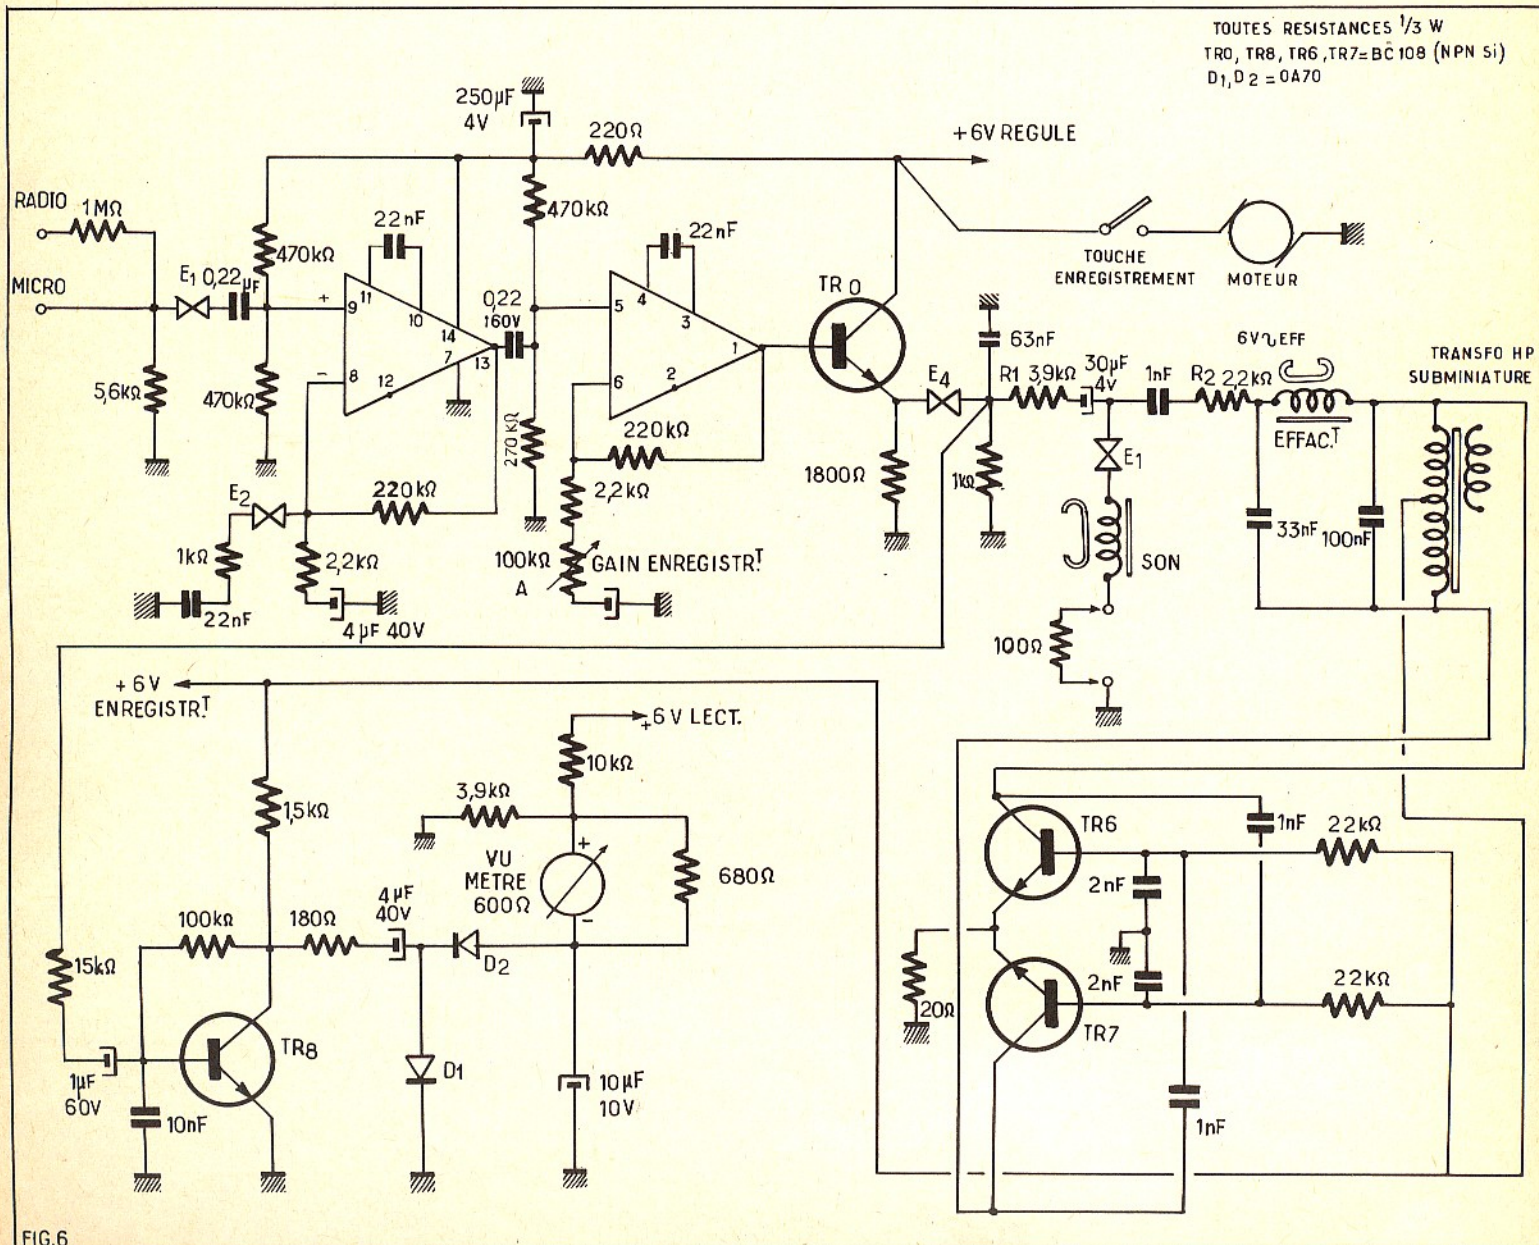 TOUTES RESISTANCES 1/3 W
TR0, TR8, TR6, TR7=BC 108 (NPN Si)
D1, D2 = OA70
250µF
4V
220Ω
+6V REGULE
RADIO
1MΩ
470kΩ
22nF
470kΩ
22nF
TOUCHE
ENREGISTREMENT
MOTEUR
MICRO
E1
0,22 µF
+
9
11
10
14
7
13
12
8
−
0,22
160V
5
4
3
1
2
6
TR0
63nF
6V∿EFF
TRANSFO HP
SUBMINIATURE
5,6kΩ
470kΩ
270 KΩ
220kΩ
E4
R1 3,9kΩ
30µF
4V
1nF
R2 2,2kΩ
EFFAC.T
1800Ω
1kΩ
E1
E2
220kΩ
2,2kΩ
33nF
100nF
1kΩ
2,2kΩ
100kΩ
A
GAIN ENREGISTR.T
SON
22nF
4µF 40V
100Ω
+6V
ENREGISTR.T
+6V LECT.
10kΩ
1,5kΩ
3,9kΩ
+
VU
METRE
600Ω
−
680Ω
TR6
1nF
22kΩ
2nF
100kΩ
180Ω
4µF
40V
D2
15kΩ
2nF
22KΩ
20Ω
TR7
TR8
D1
1µF
60V
10nF
10µF
10V
1nF
FIG.6